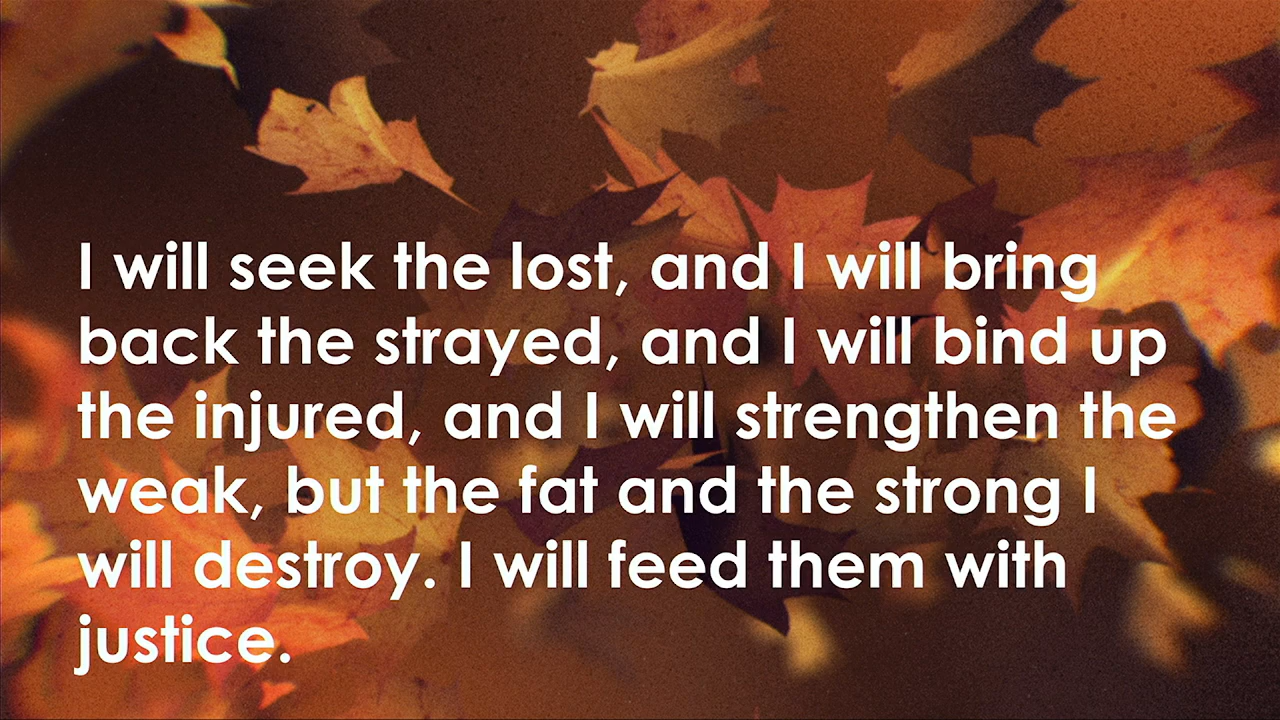 I will seek the lost, and I will bring
back the strayed, and I will bind up
the injured, and I will strengthen the
weak, but the fat and the strong I
will destroy. I will feed them with
justice.